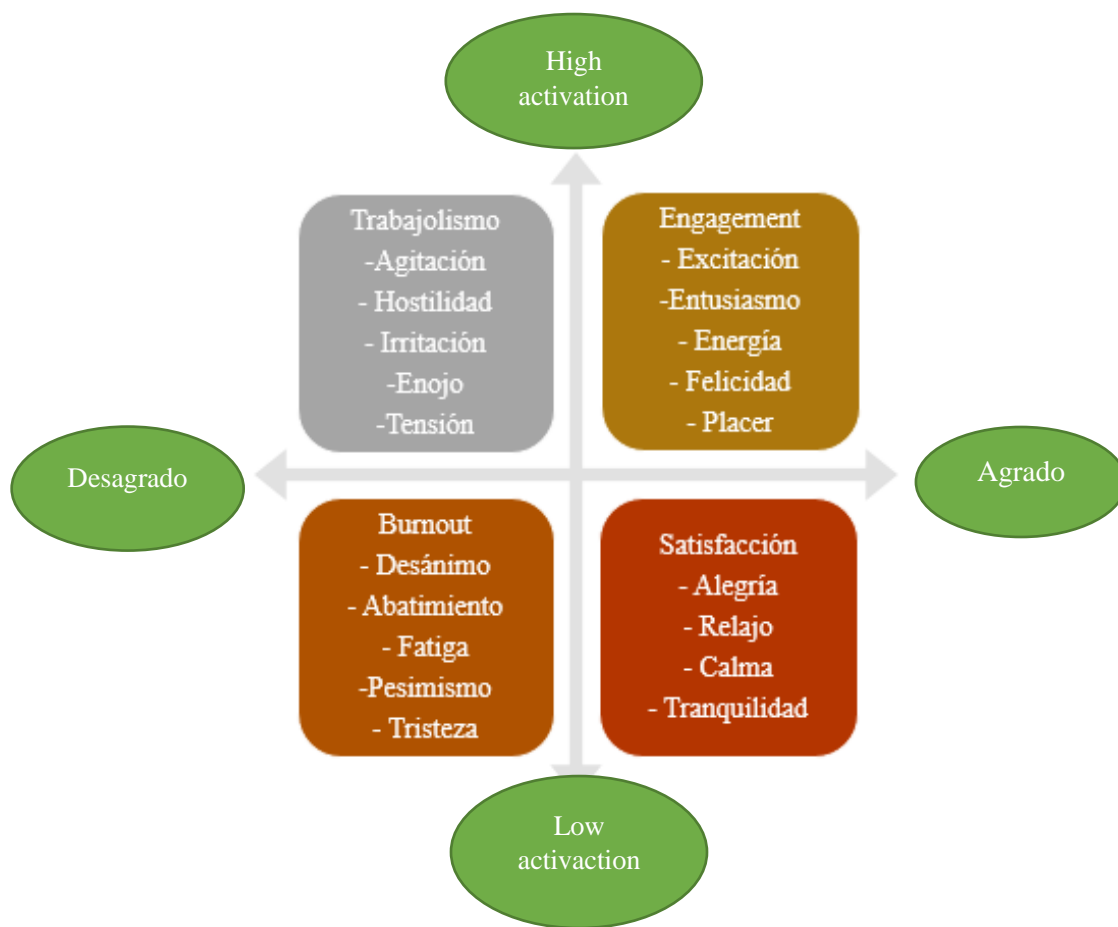 High
activation
Trabajolismo
-Agitación
- Hostilidad
- Irritación
-Enojo
-Tensión
Engagement
- Excitación
-Entusiasmo
- Energía
- Felicidad
- Placer
Desagrado
Agrado
Burnout
- Desánimo
- Abatimiento
- Fatiga
-Pesimismo
- Tristeza
Satisfacción
- Alegría
- Relajo
- Calma
- Tranquilidad
Low
activaction